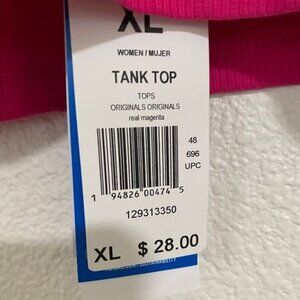 XL
WOMEN / MUJER
TANK TOP
TOPS
ORIGINALS ORIGINALS
real magenta
48
696
UPC
1 94826 00474 5
129313350
XL $ 28.00